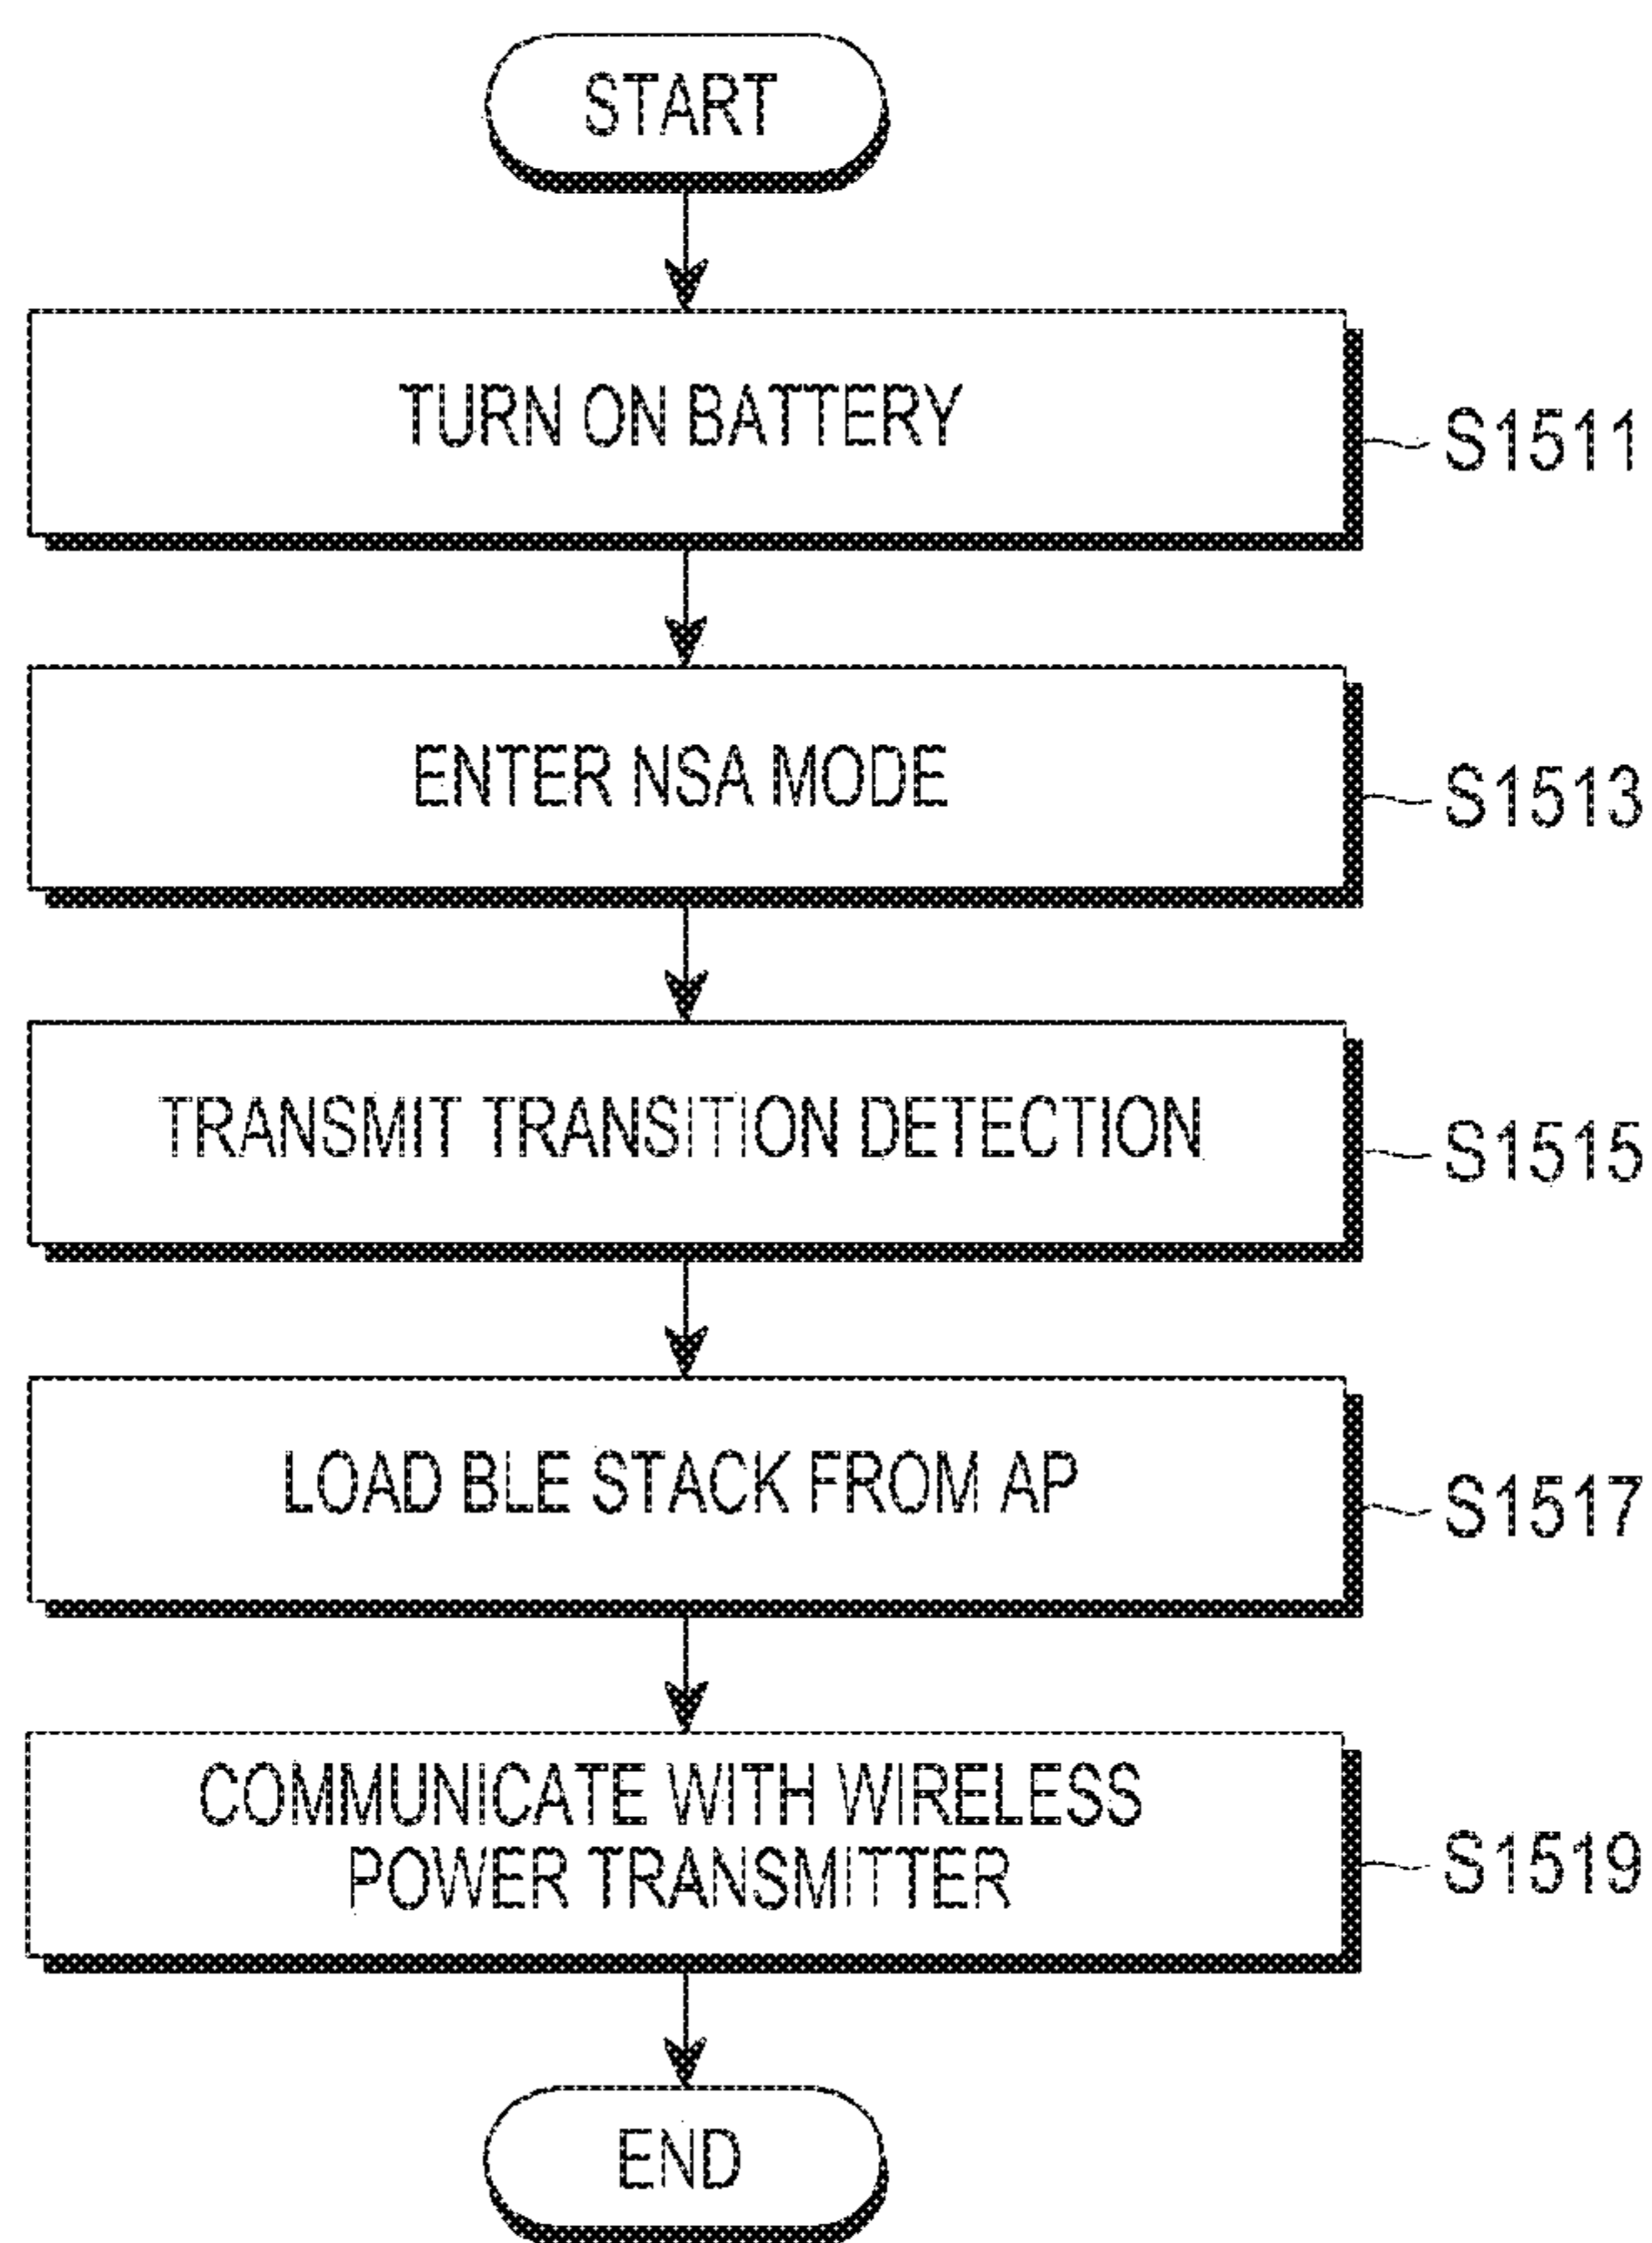 START
TURN ON BATTERY
S1511
ENTER NSA MODE
S1513
TRANSMIT TRANSITION DETECTION
S1515
LOAD BLE STACK FROM AP
S1517
COMMUNICATE WITH WIRELESS
POWER TRANSMITTER
S1519
END